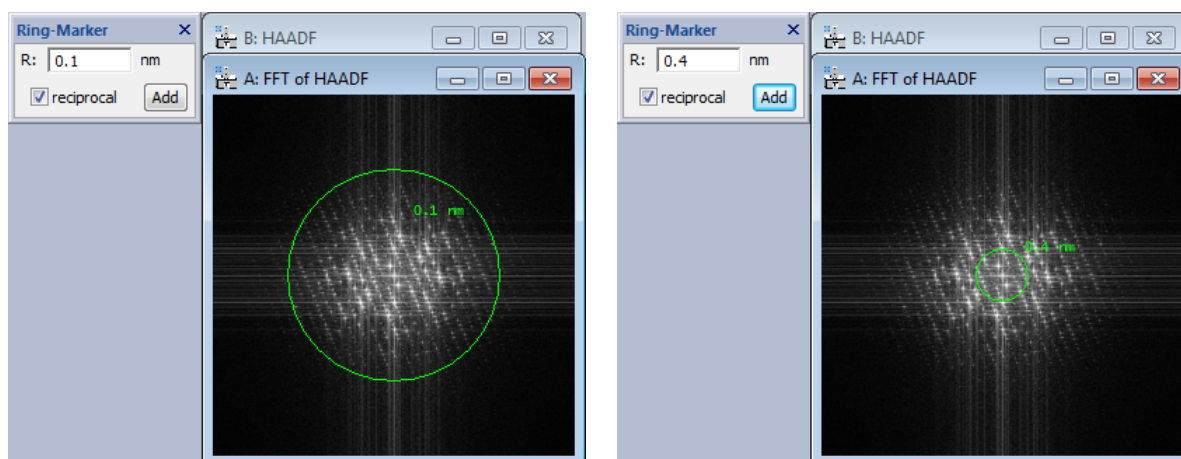 Ring-Marker
R: 0.1 nm
reciprocal Add
B: HAADF
A: FFT of HAADF
0.1 nm
Ring-Marker
R: 0.4 nm
reciprocal Add
B: HAADF
A: FFT of HAADF
0.4 nm